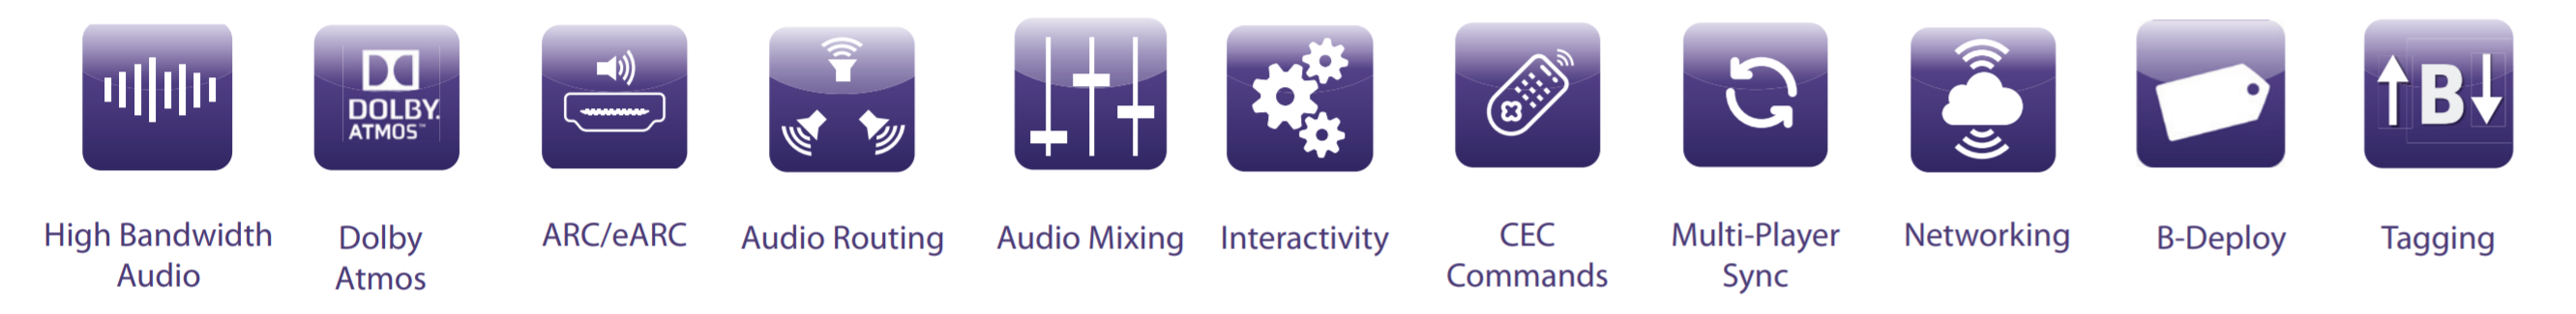 DOLBY.
ATMOS™
B
High Bandwidth
Audio
Dolby
Atmos
ARC/eARC
Audio Routing
Audio Mixing
Interactivity
CEC
Commands
Multi-Player
Sync
Networking
B-Deploy
Tagging